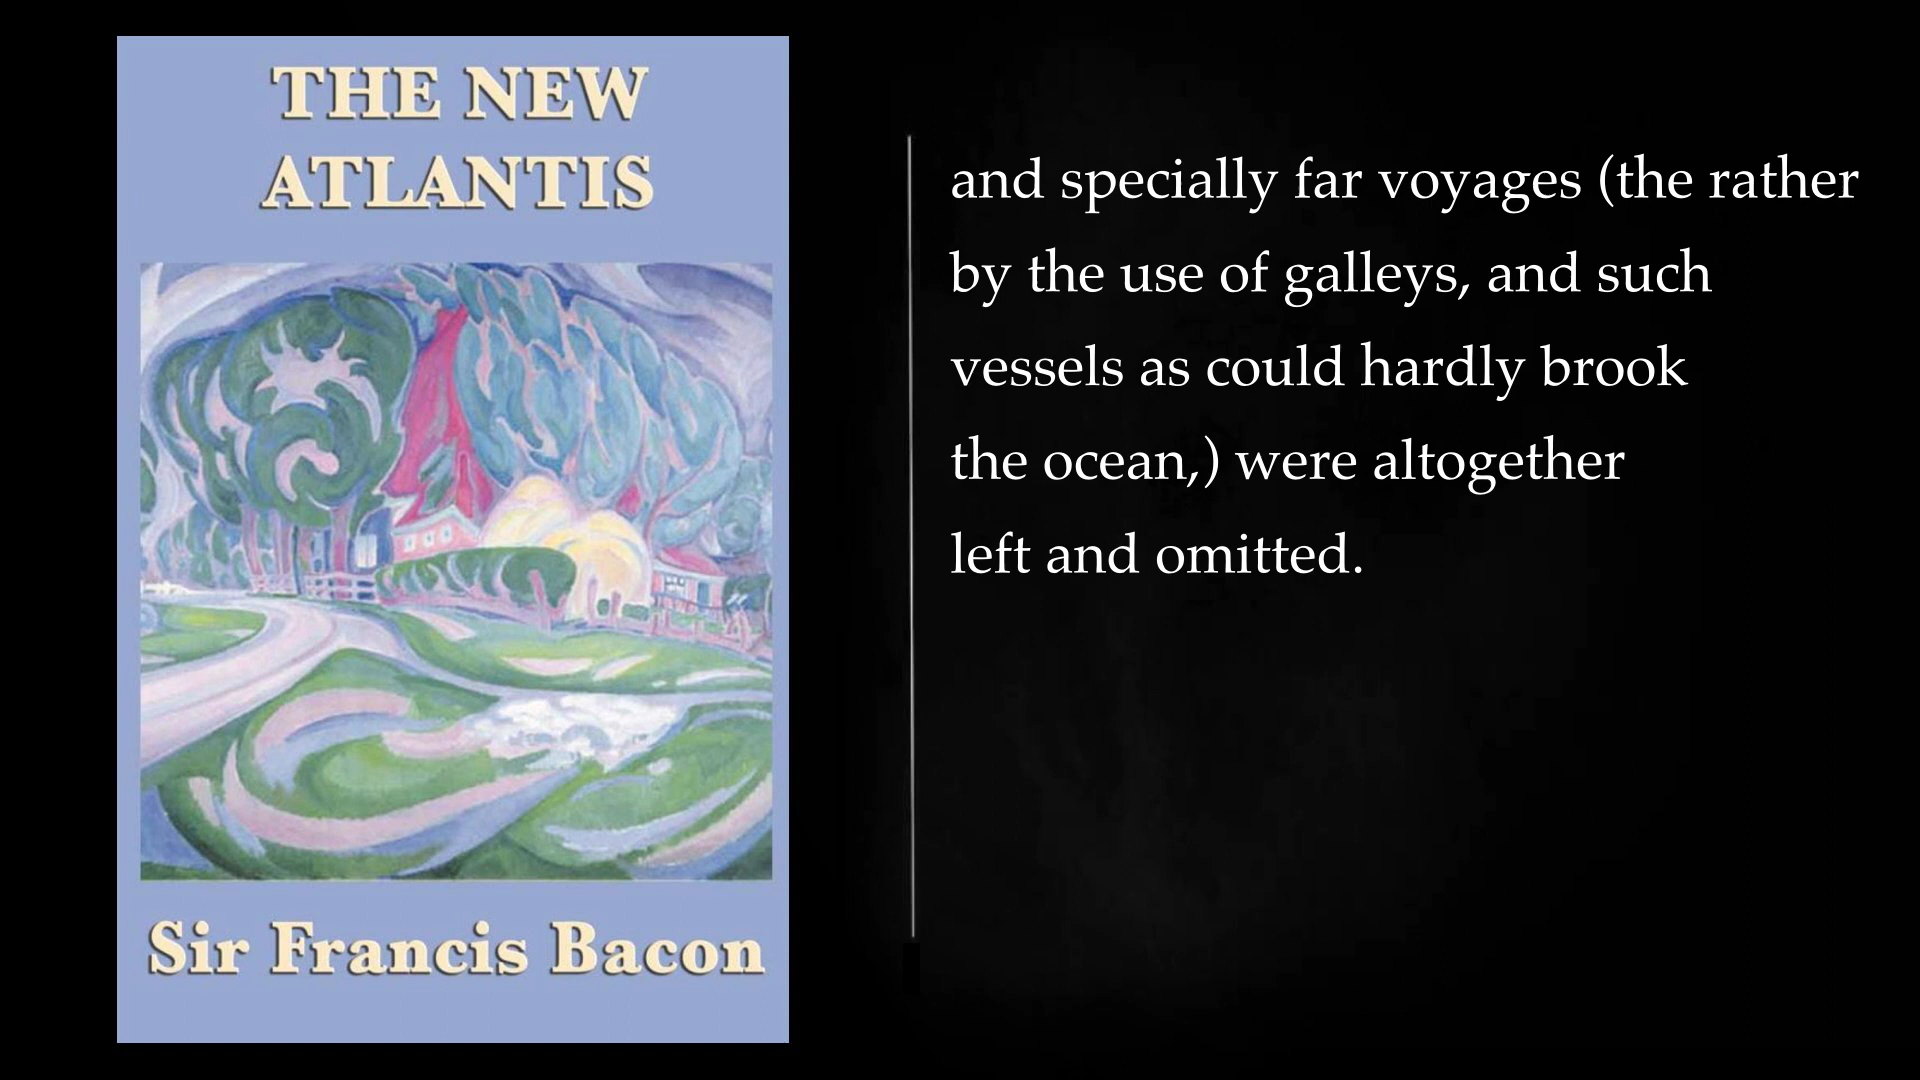 THE NEW
ATLANTIS
Sir Francis Bacon
and specially far voyages (the rather
by the use of galleys, and such
vessels as could hardly brook
the ocean,) were altogether
left and omitted.